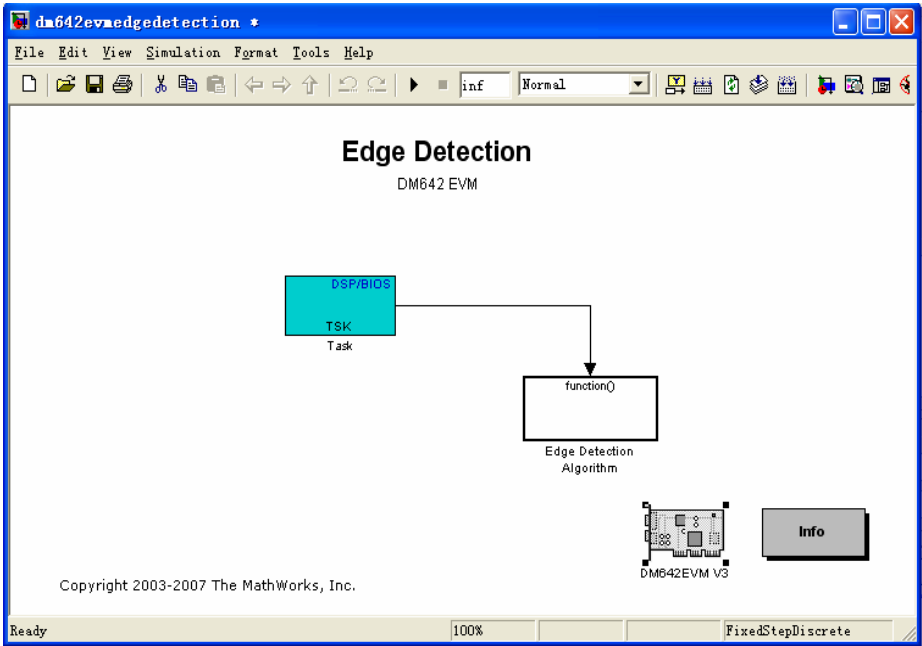 dm642evmedgedetection *
File Edit View Simulation Format Tools Help
inf Normal
Edge Detection
DM642 EVM
DSP/BIOS
TSK
Task
function()
Edge Detection
Algorithm
Info
DM642EVM V3
Copyright 2003-2007 The MathWorks, Inc.
Ready 100% FixedStepDiscrete